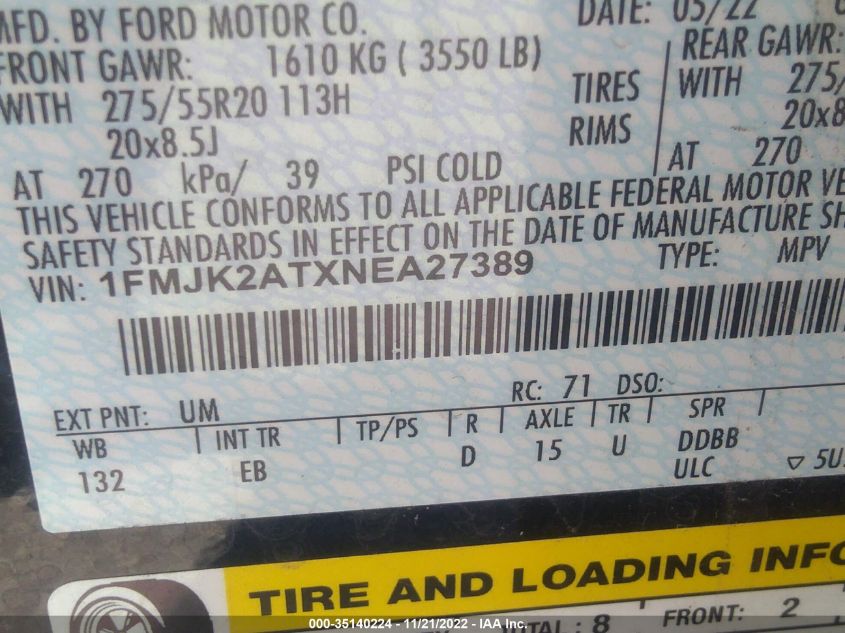 MFD. BY FORD MOTOR CO.
DATE: 05/22
FRONT GAWR: 1610 KG ( 3550 LB)
REAR GAWR:
WITH 275/55R20 113H TIRES WITH 275/
20x8.5J RIMS 20x8
AT 270 kPa/ 39 PSI COLD AT 270
THIS VEHICLE CONFORMS TO ALL APPLICABLE FEDERAL MOTOR VE
SAFETY STANDARDS IN EFFECT ON THE DATE OF MANUFACTURE SH
VIN: 1FMJK2ATXNEA27389 TYPE: MPV
RC: 71 DSO:
EXT PNT: UM
WB INT TR TP/PS R AXLE TR SPR
132 EB D 15 U DDBB
ULC 5U
TIRE AND LOADING INFO
TOTAL: 8 FRONT: 2
000-35140224 - 11/21/2022 - IAA Inc.